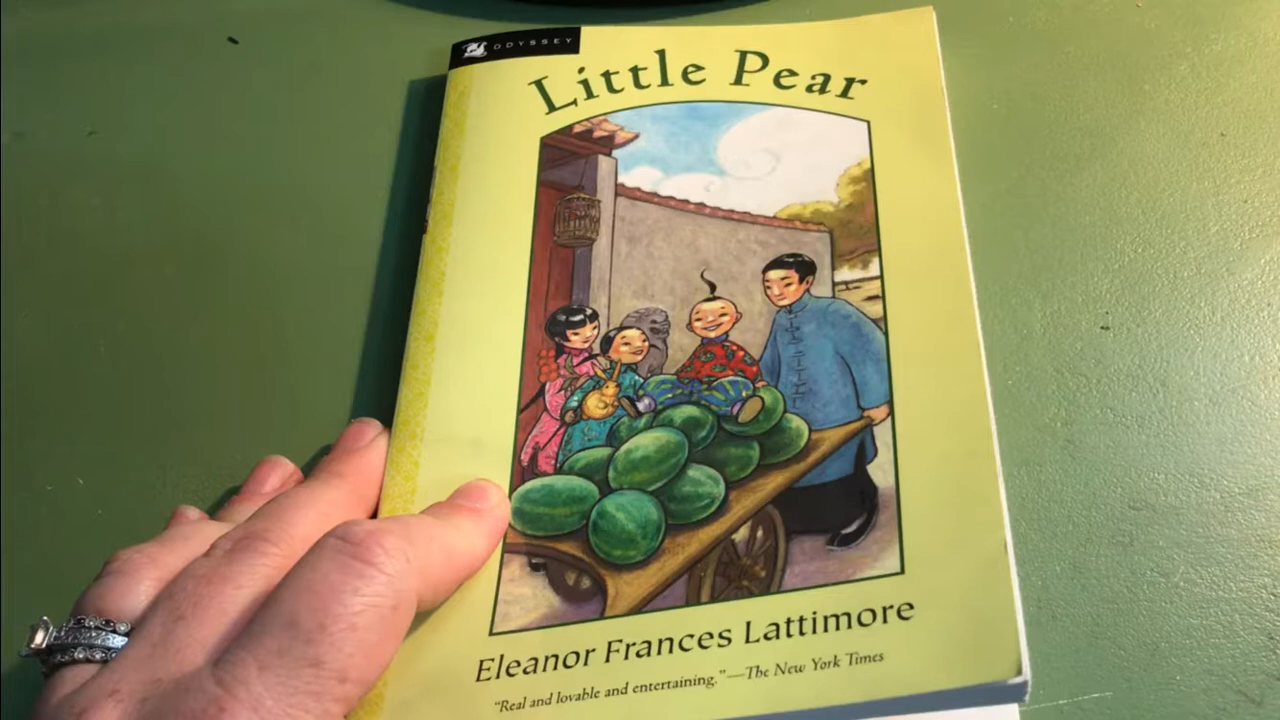 ODYSSEY
Little Pear
Eleanor Frances Lattimore
"Real and lovable and entertaining."—The New York Times